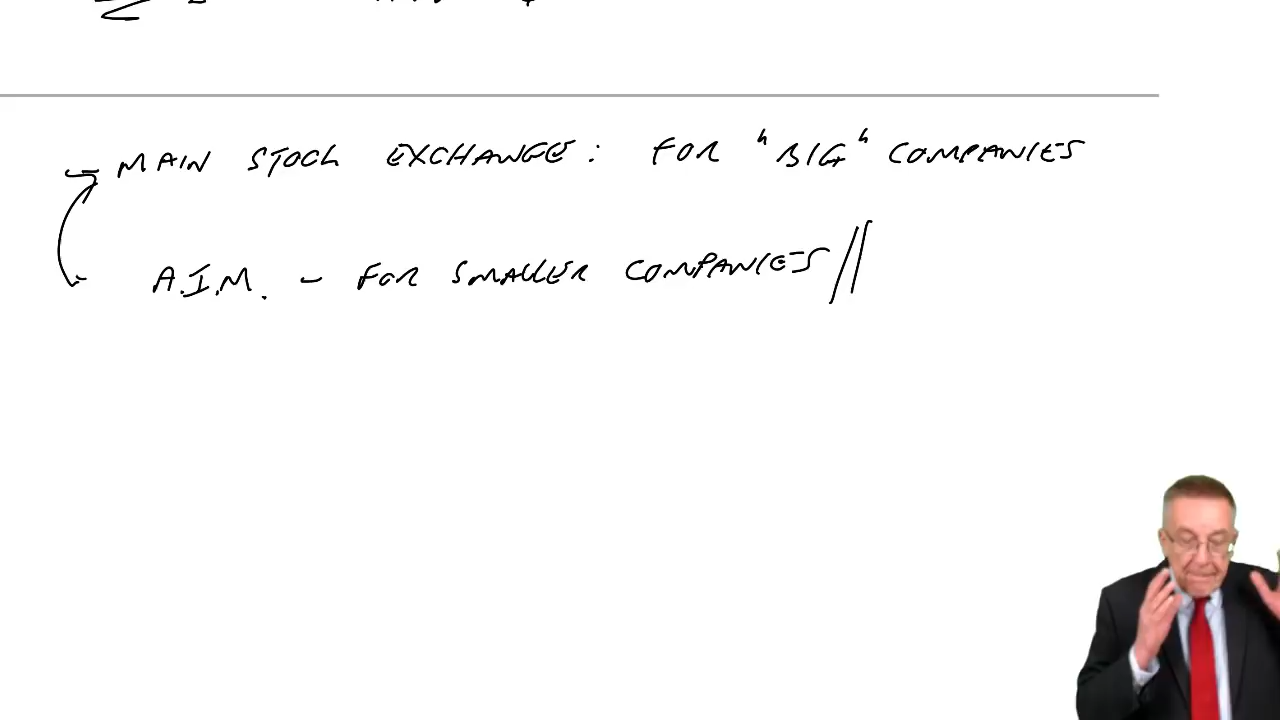 MAIN STOCK EXCHANGE: FOR "BIG" COMPANIES
A.I.M. - FOR SMALLER COMPANIES //